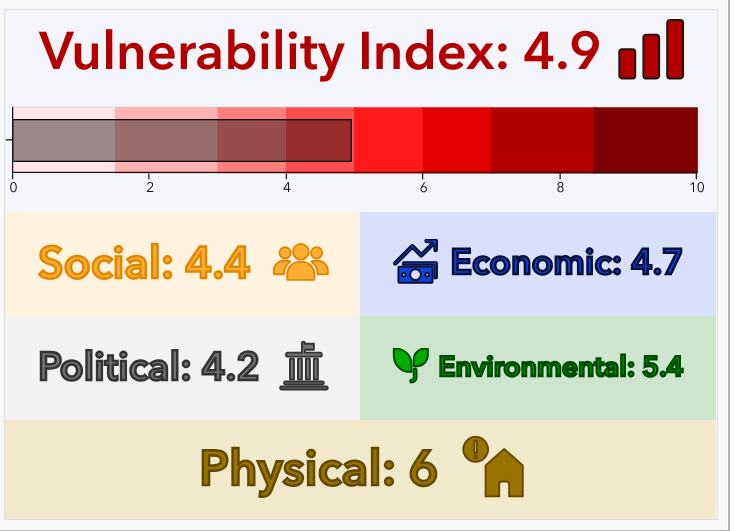 Vulnerability Index: 4.9
0 2 4 6 8 10
Social: 4.4
Economic: 4.7
Political: 4.2
Environmental: 5.4
Physical: 6